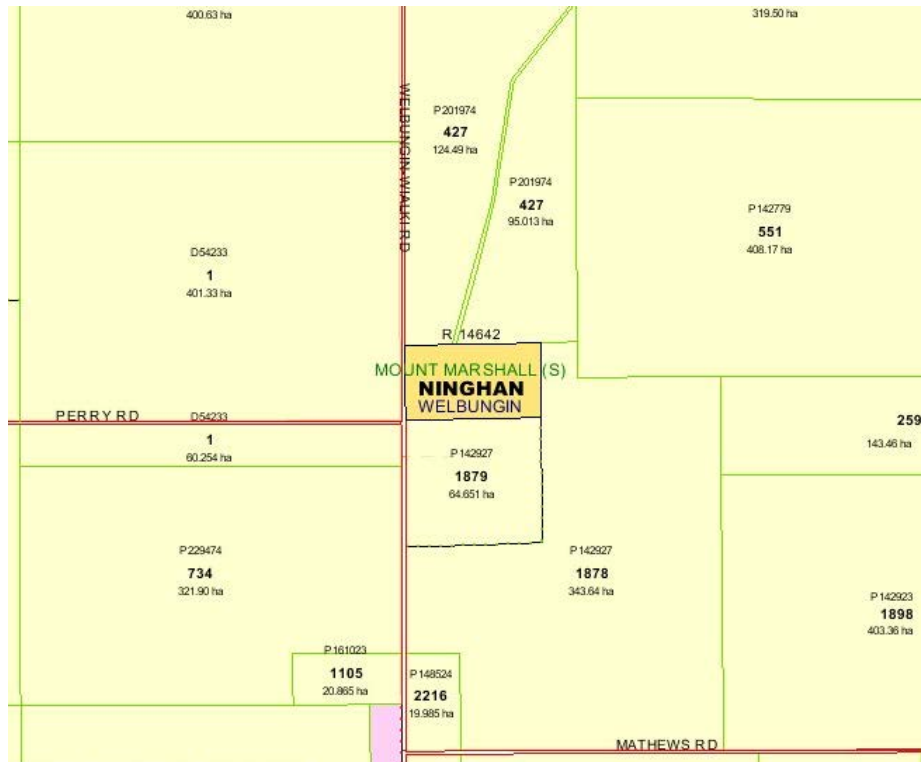 400.63 ha
319.50 ha
WELBUNGIN-WIALKI RD
P201974
427
124.49 ha
P201974
427
95.013 ha
P142779
551
408.17 ha
D54233
1
401.33 ha
R 14642
MOUNT MARSHALL (S)
NINGHAN
WELBUNGIN
PERRY RD
D54233
1
60.254 ha
259
143.46 ha
P142927
1879
64.651 ha
P229474
734
321.90 ha
P142927
1878
343.64 ha
P142923
1898
403.36 ha
P161023
1105
20.865 ha
P148524
2216
19.985 ha
MATHEWS RD